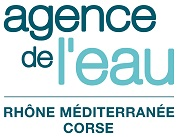 agence
de l'eau
RHÔNE MÉDITERRANÉE
CORSE